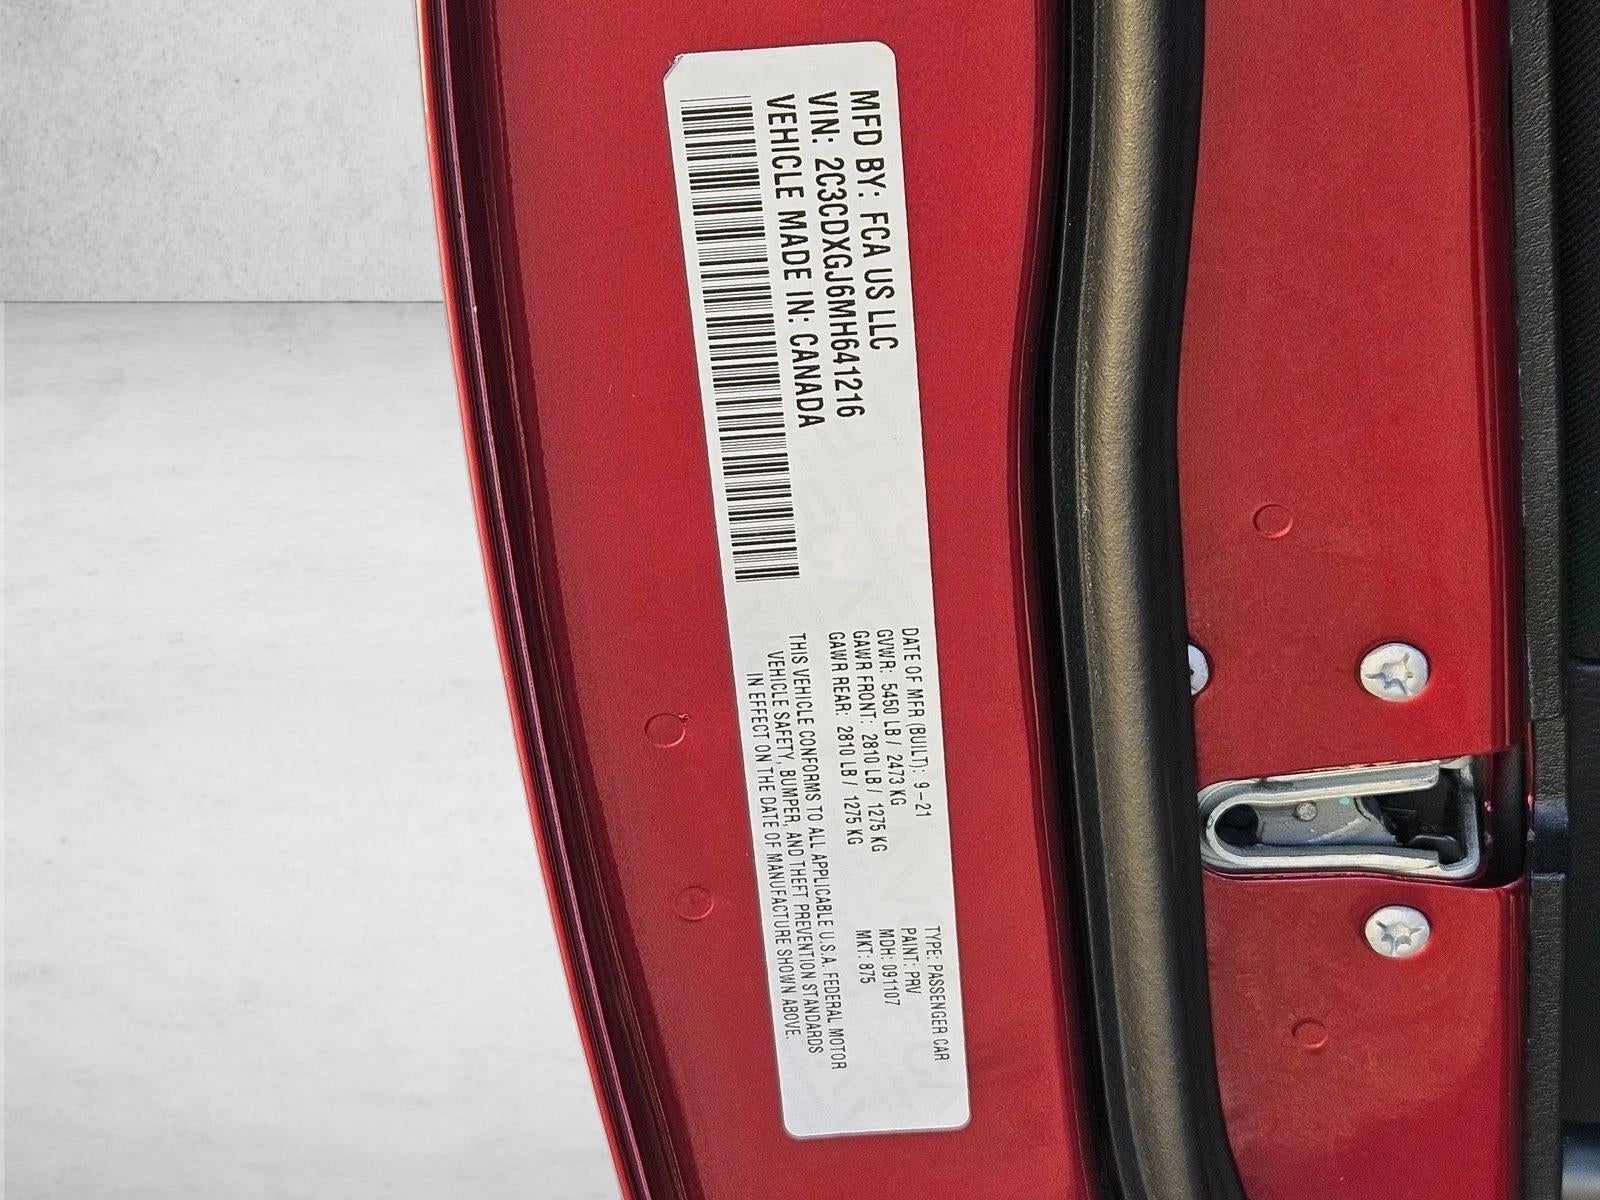 MFD BY: FCA US LLC
VIN: 2C3CDXGJ6MH641216
VEHICLE MADE IN: CANADA
DATE OF MFR (BUILT): 9-21
GVWR: 5450 LB / 2473 KG
GAWR FRONT: 2810 LB / 1275 KG
GAWR REAR: 2810 LB / 1275 KG
TYPE: PASSENGER CAR
PAINT: PRV
MDH: 091107
MKT: 875
THIS VEHICLE CONFORMS TO ALL APPLICABLE U.S.A. FEDERAL MOTOR
VEHICLE SAFETY, BUMPER, AND THEFT PREVENTION STANDARDS
IN EFFECT ON THE DATE OF MANUFACTURE SHOWN ABOVE.